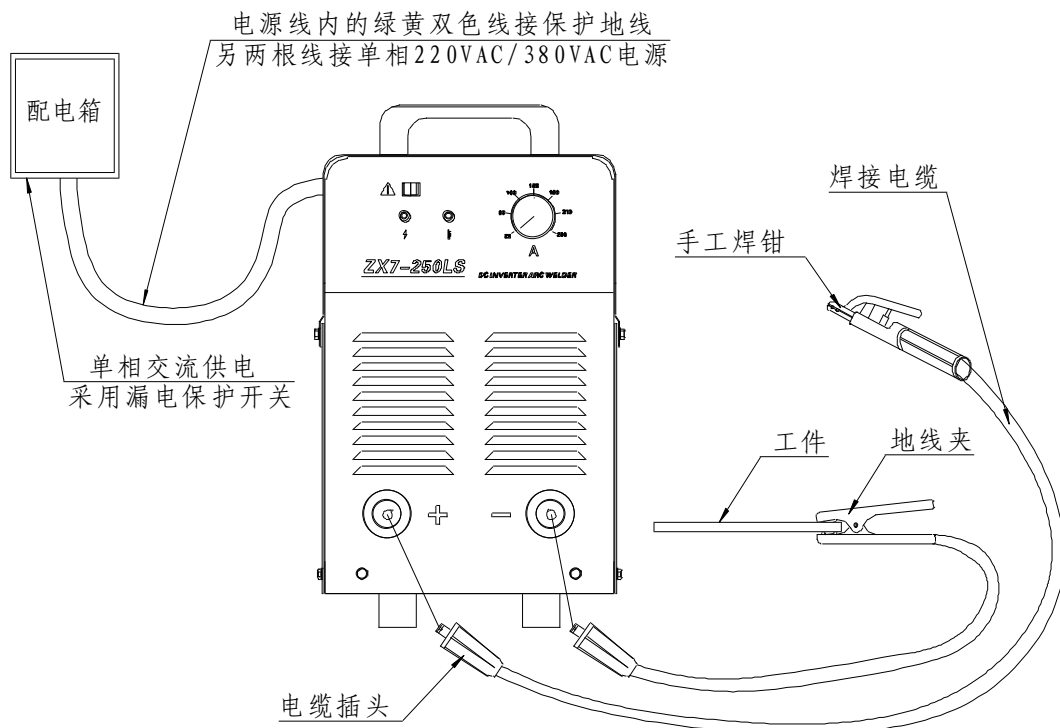 电源线内的绿黄双色线接保护地线
另两根线接单相220VAC/380VAC电源
配电箱
焊接电缆
手工焊钳
A
ZX7-250LS
DC INVERTER ARC WELDER
单相交流供电
采用漏电保护开关
工件
地线夹
+
-
电缆插头